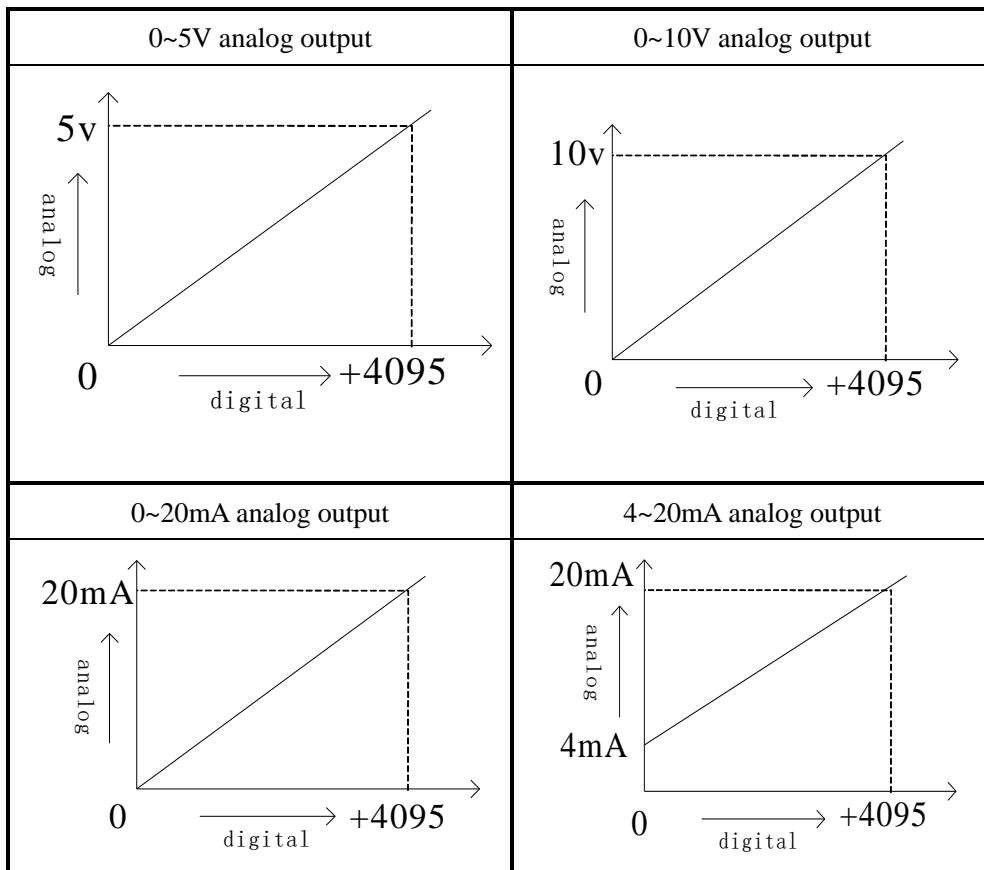 0~5V analog output
5v
analog
0
+4095
digital
0~10V analog output
10v
analog
0
+4095
digital
0~20mA analog output
20mA
analog
0
+4095
digital
4~20mA analog output
20mA
analog
4mA
0
+4095
digital